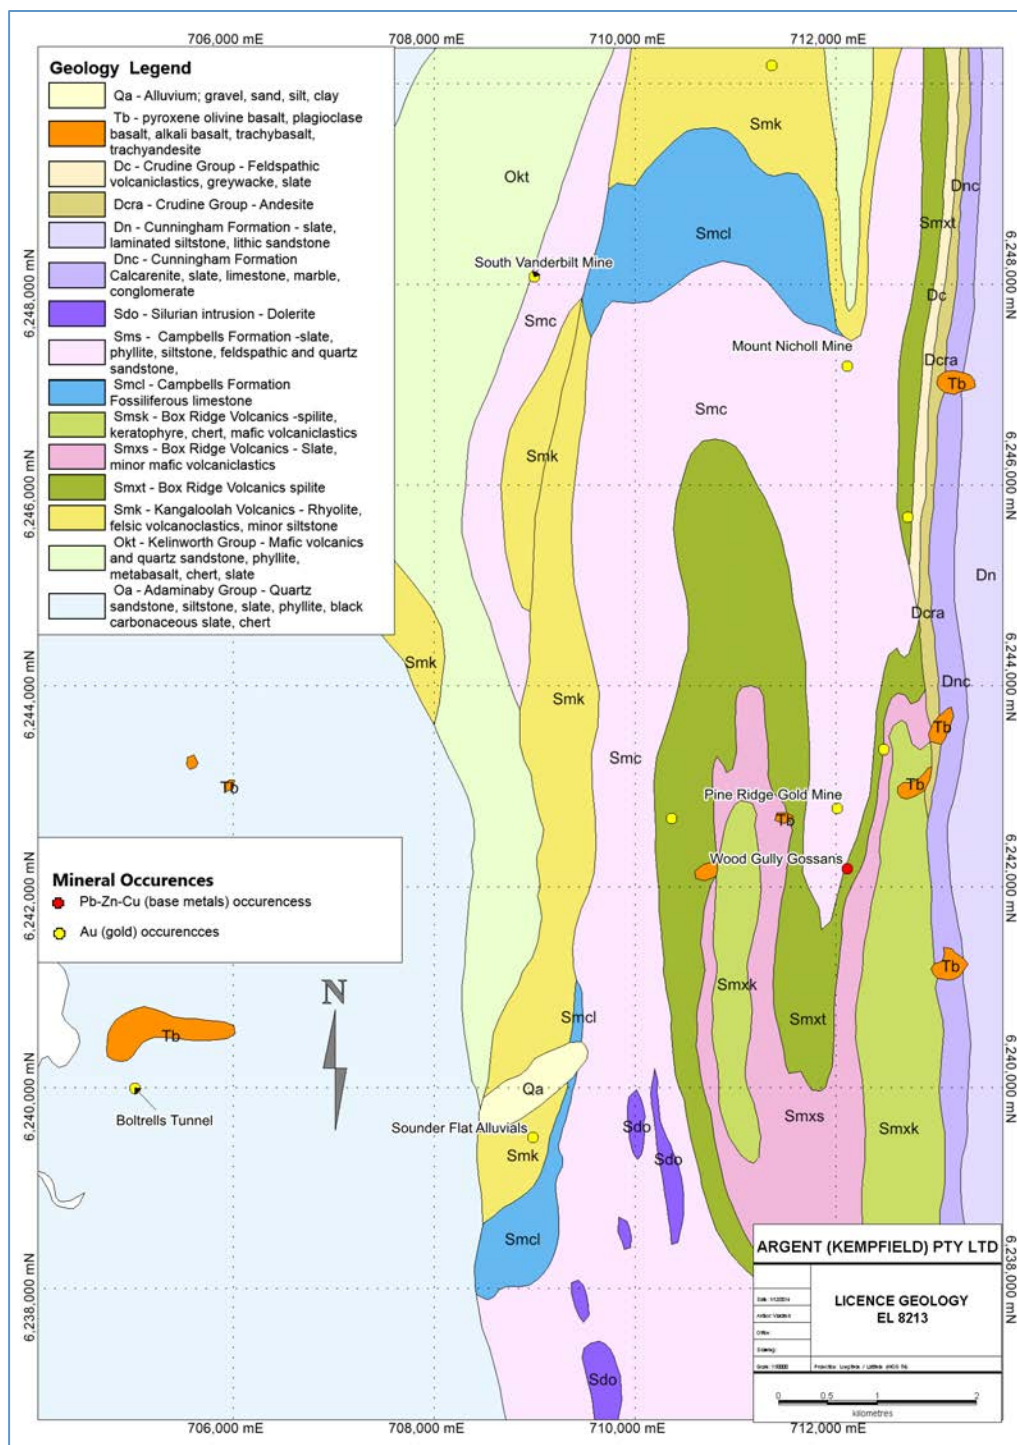 706,000 mE
708,000 mE
710,000 mE
712,000 mE
Geology Legend
Qa - Alluvium; gravel, sand, silt, clay
Tb - pyroxene olivine basalt, plagioclase
basalt, alkali basalt, trachybasalt,
trachyandesite
Dc - Crudine Group - Feldspathic
volcaniclastics, greywacke, slate
Dcra - Crudine Group - Andesite
Dn - Cunningham Formation - slate,
laminated siltstone, lithic sandstone
Dnc - Cunningham Formation
Calcarenite, slate, limestone, marble,
conglomerate
Sdo - Silurian intrusion - Dolerite
Sms - Campbells Formation -slate,
phyllite, siltstone, feldspathic and quartz
sandstone,
Smcl - Campbells Formation
Fossiliferous limestone
Smsk - Box Ridge Volcanics -spilite,
keratophyre, chert, mafic volcaniclastics
Smxs - Box Ridge Volcanics - Slate,
minor mafic volcaniclastics
Smxt - Box Ridge Volcanics spilite
Smk - Kangaloolah Volcanics - Rhyolite,
felsic volcanoclastics, minor siltstone
Okt - Kelinworth Group - Mafic volcanics
and quartz sandstone, phyllite,
metabasalt, chert, slate
Oa - Adaminaby Group - Quartz
sandstone, siltstone, slate, phyllite, black
carbonaceous slate, chert
Smk
Okt
Dnc
Smxt
Smcl
6,248,000 mN
6,248,000 mN
South Vanderbilt Mine
Dc
Smc
Mount Nicholl Mine
Dcra
Tb
Smc
Smk
6,246,000 mN
6,246,000 mN
Dn
Dcra
Smk
Dnc
6,244,000 mN
6,244,000 mN
Smk
Tb
Smc
Tb
Tb
Pine Ridge Gold Mine
Tb
Wood Gully Gossans
6,242,000 mN
6,242,000 mN
Mineral Occurences
Pb-Zn-Cu (base metals) occurencess
Au (gold) occurencces
Tb
N
Smxk
Smcl
Smxt
Tb
6,240,000 mN
6,240,000 mN
Qa
Boltrells Tunnel
Sounder Flat Alluvials
Sdo
Smxs
Smxk
Smk
Sdo
Smcl
6,238,000 mN
6,238,000 mN
Sdo
ARGENT (KEMPFIELD) PTY LTD
LICENCE GEOLOGY
EL 8213
0 0.5 1 2
kilometres
706,000 mE
708,000 mE
710,000 mE
712,000 mE